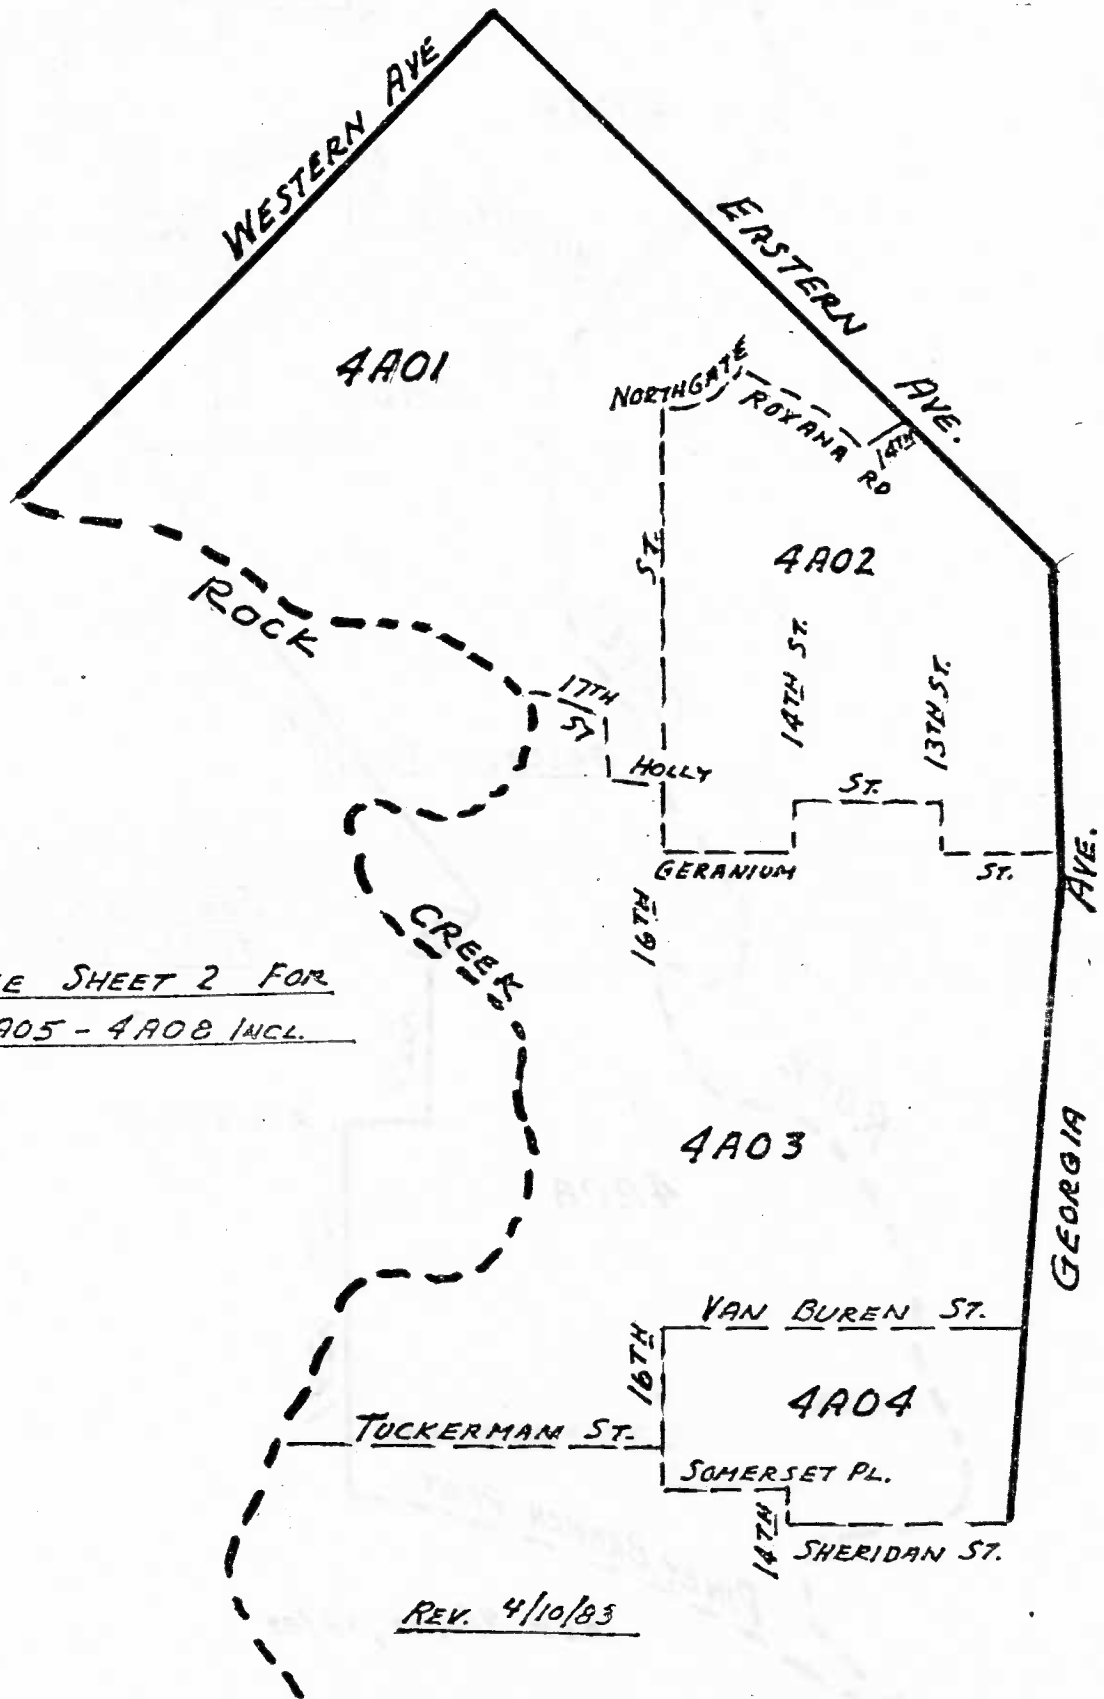 WESTERN AVE
EASTERN AVE.
4A01
NORTHGATE
ROXANA RD
14TH
ROCK
ST.
4A02
14TH ST.
13TH ST.
17TH ST
HOLLY
ST.
GERANIUM
ST.
16TH
AVE.
CREEK
SHEET 2 FOR
4A08 INCL.
4A03
GEORGIA
VAN BUREN ST.
16TH
4A04
TUCKERMAN ST.
SOMERSET PL.
14TH
SHERIDAN ST.
REV. 4/10/83